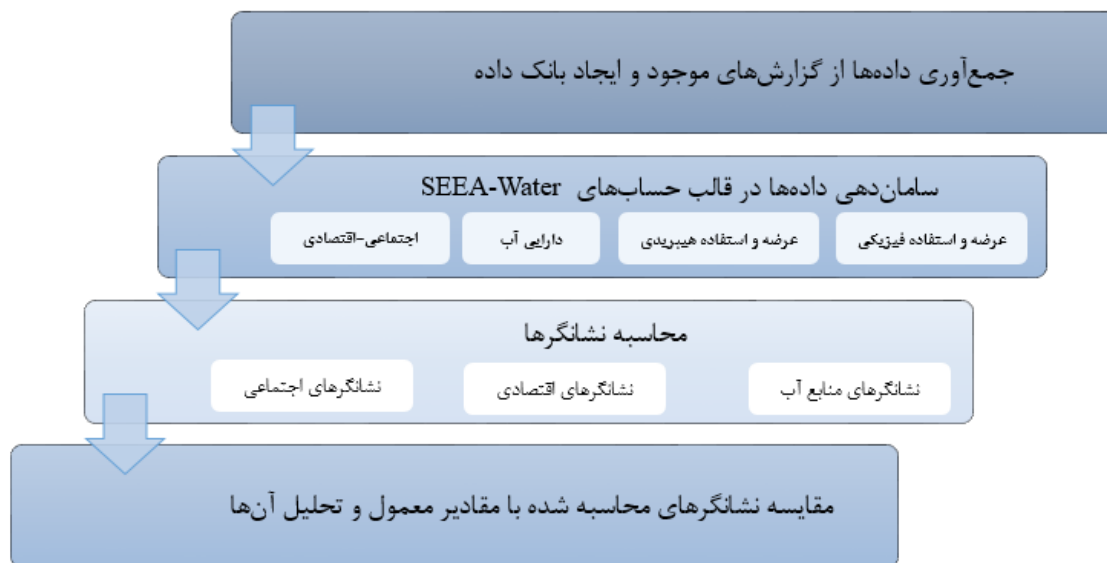 جمع‌آوری داده‌ها از گزارش‌های موجود و ایجاد بانک داده
سامان‌دهی داده‌ها در قالب حساب‌های SEEA-Water
عرضه و استفاده فیزیکی
عرضه و استفاده هیبریدی
دارایی آب
اجتماعی-اقتصادی
محاسبه نشانگرها
نشانگرهای منابع آب
نشانگرهای اقتصادی
نشانگرهای اجتماعی
مقایسه نشانگرهای محاسبه شده با مقادیر معمول و تحلیل آن‌ها